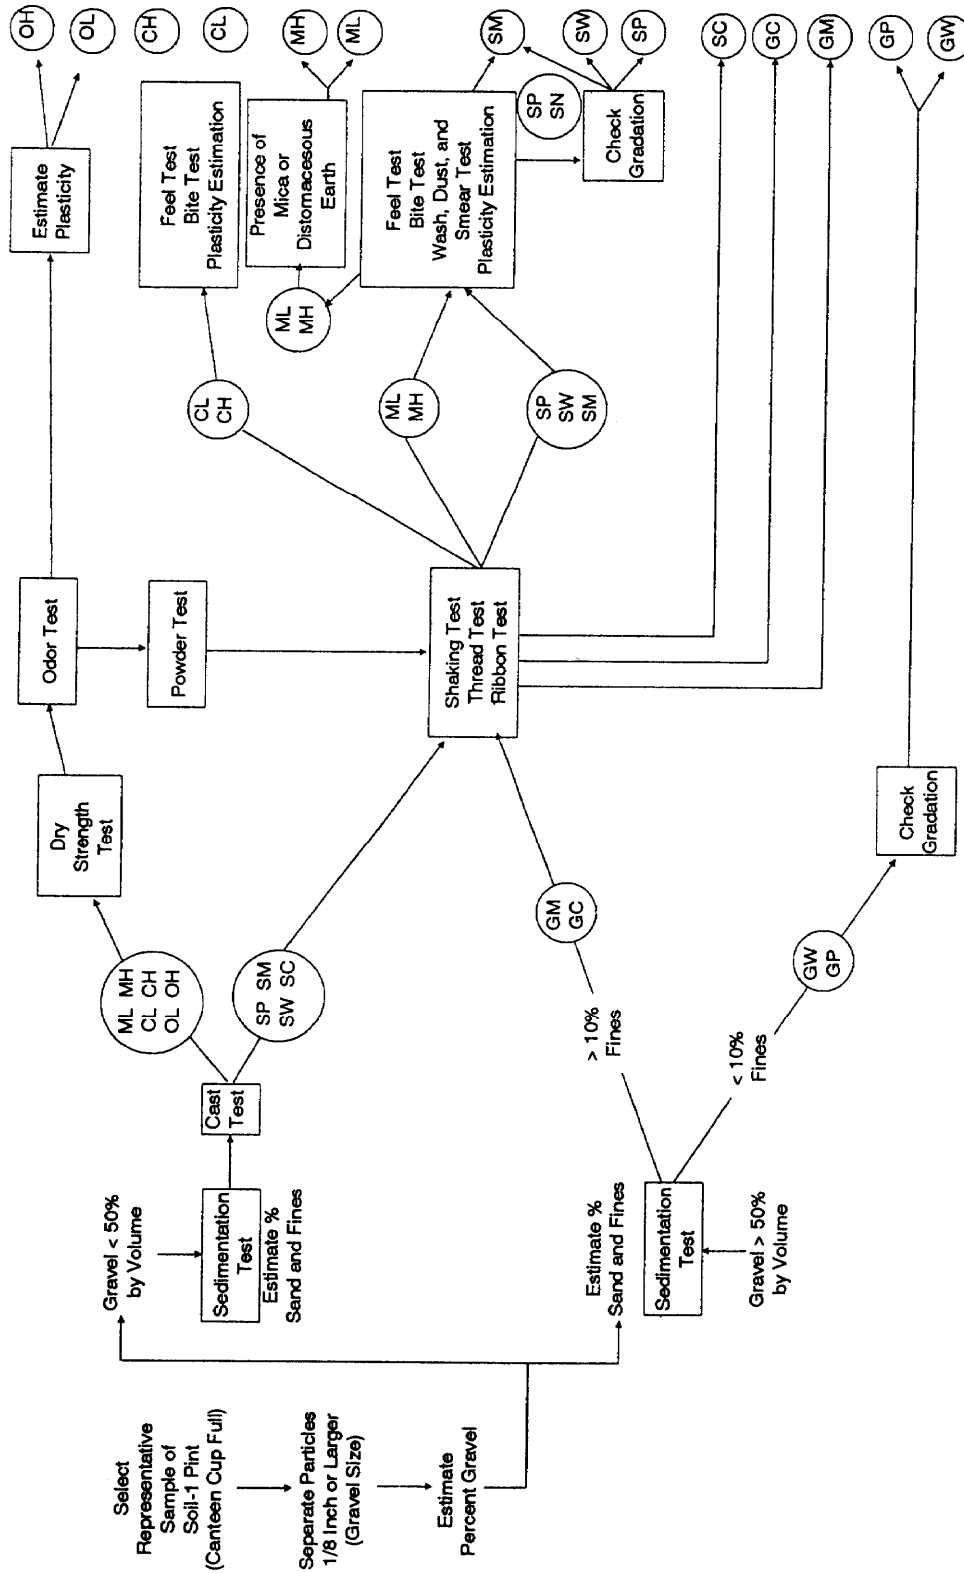 Select
Representative
Sample of
Soil-1 Pint
(Canteen Cup Full)
Separate Particles
1/8 Inch or Larger
(Gravel Size)
Estimate
Percent Gravel
Gravel < 50%
by Volume
Sedimentation
Test
Estimate %
Sand and Fines
Cast
Test
ML MH
CL CH
OL OH
SP SM
SW SC
Dry
Strength
Test
Odor Test
Powder Test
Estimate
Plasticity
OH
OL
CH
CL
CL
CH
Feel Test
Bite Test
Plasticity Estimation
ML
MH
Presence of
Mica or
Distomacesous
Earth
MH
ML
Shaking Test
Thread Test
Ribbon Test
ML
MH
SP
SW
SM
Feel Test
Bite Test
Wash, Dust, and
Smear Test
Plasticity Estimation
SM
SP
SN
Check
Gradation
SW
SP
Estimate %
Sand and Fines
Sedimentation
Test
Gravel > 50%
by Volume
> 10%
Fines
GM
GC
SC
GC
GM
< 10%
Fines
GW
GP
Check
Gradation
GP
GW